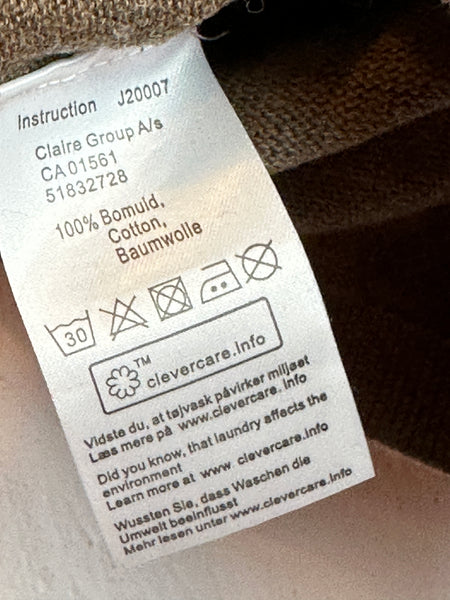 Instruction J20007
Claire Group A/s
CA01561
51832728
100% Bomuld,
Cotton,
Baumwolle
30
TM
clevercare.info
Vidste du, at tøjvask påvirker miljøet
Læs mere på www.clevercare. info
Did you know, that laundry affects the
environment
Learn more at www. clevercare.info
Wussten Sie, dass Waschen die
Umwelt beeinflusst
Mehr lesen unter www.clevercare.info